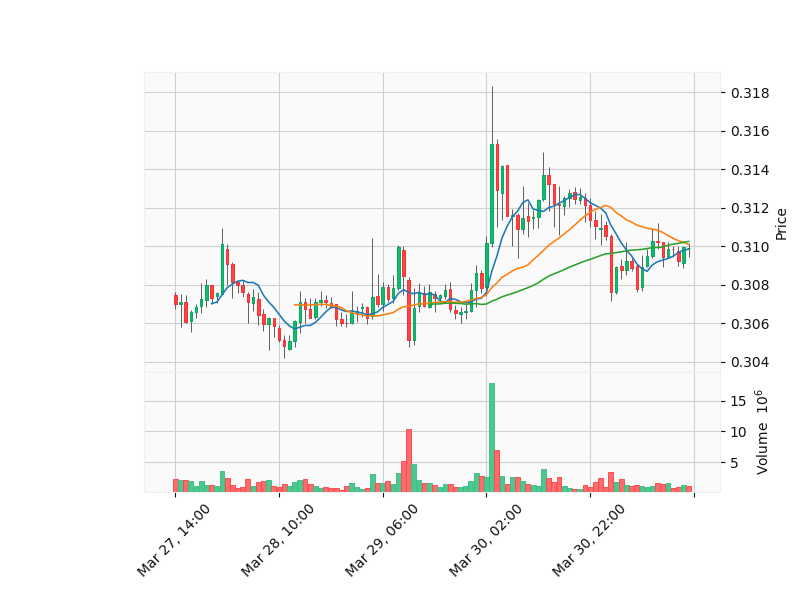 0.318
0.316
0.314
0.312
0.310
0.308
0.306
0.304
Price
15
10
5
Volume 10⁶
Mar 27, 14:00
Mar 28, 10:00
Mar 29, 06:00
Mar 30, 02:00
Mar 30, 22:00